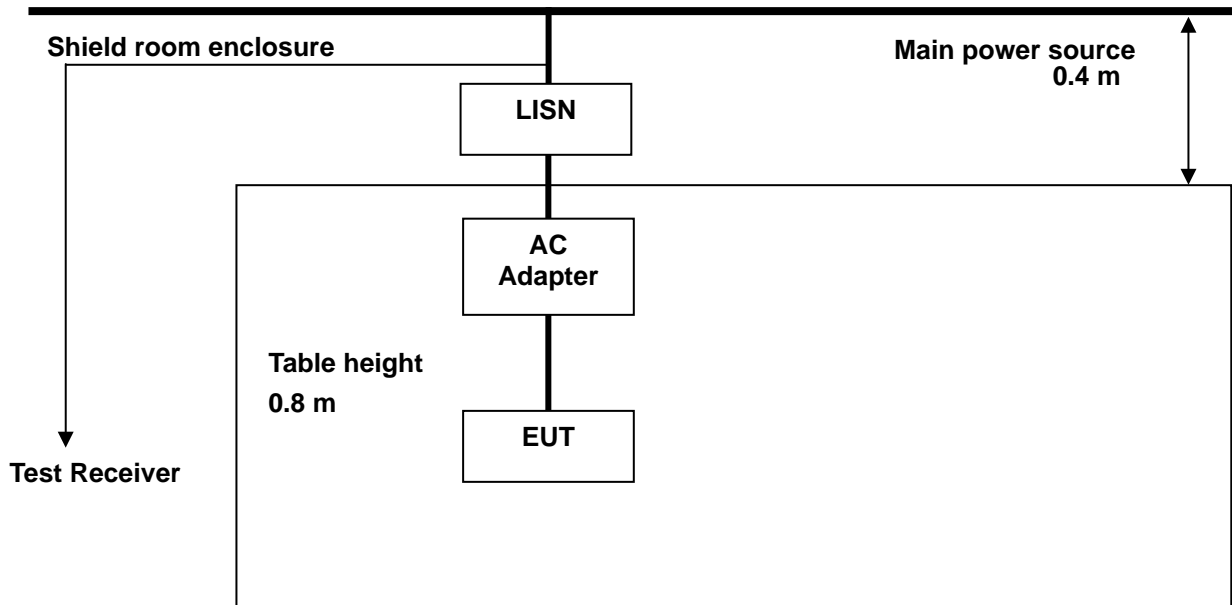 Shield room enclosure
Main power source
0.4 m
LISN
AC
Adapter
Table height
0.8 m
EUT
Test Receiver